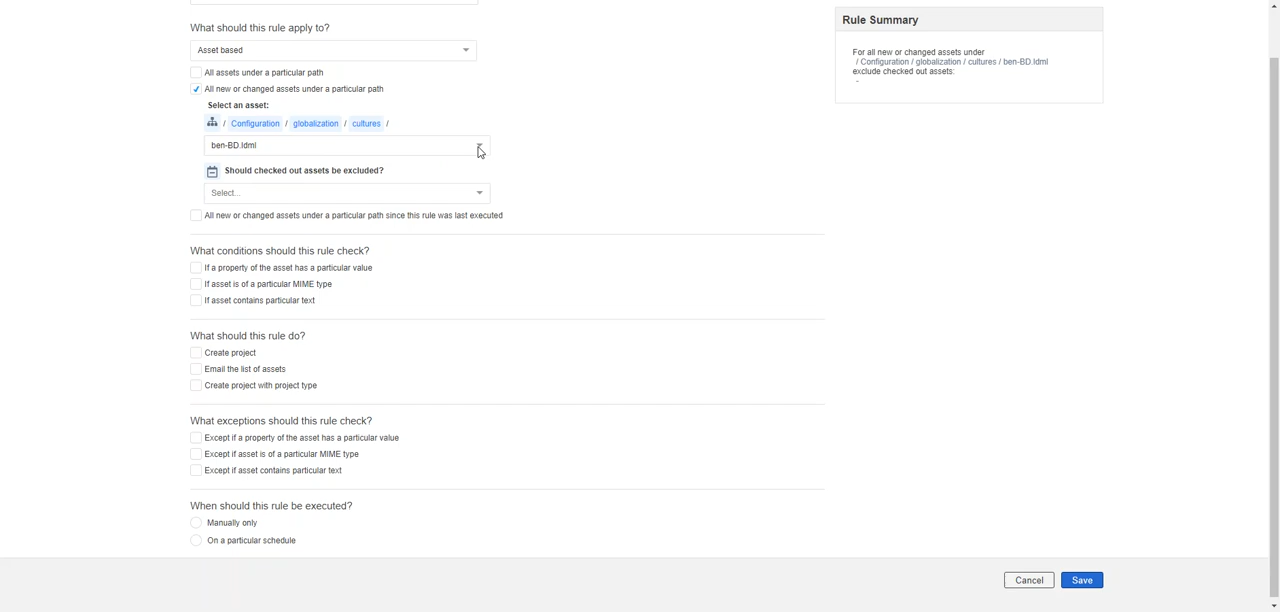 What should this rule apply to?
Asset based
All assets under a particular path
All new or changed assets under a particular path
Select an asset:
/ Configuration / globalization / cultures /
ben-BD.ldml
Should checked out assets be excluded?
Select...
All new or changed assets under a particular path since this rule was last executed
What conditions should this rule check?
If a property of the asset has a particular value
If asset is of a particular MIME type
If asset contains particular text
What should this rule do?
Create project
Email the list of assets
Create project with project type
What exceptions should this rule check?
Except if a property of the asset has a particular value
Except if asset is of a particular MIME type
Except if asset contains particular text
When should this rule be executed?
Manually only
On a particular schedule
Rule Summary
For all new or changed assets under
/ Configuration / globalization / cultures / ben-BD.ldml
exclude checked out assets:
-
Cancel
Save